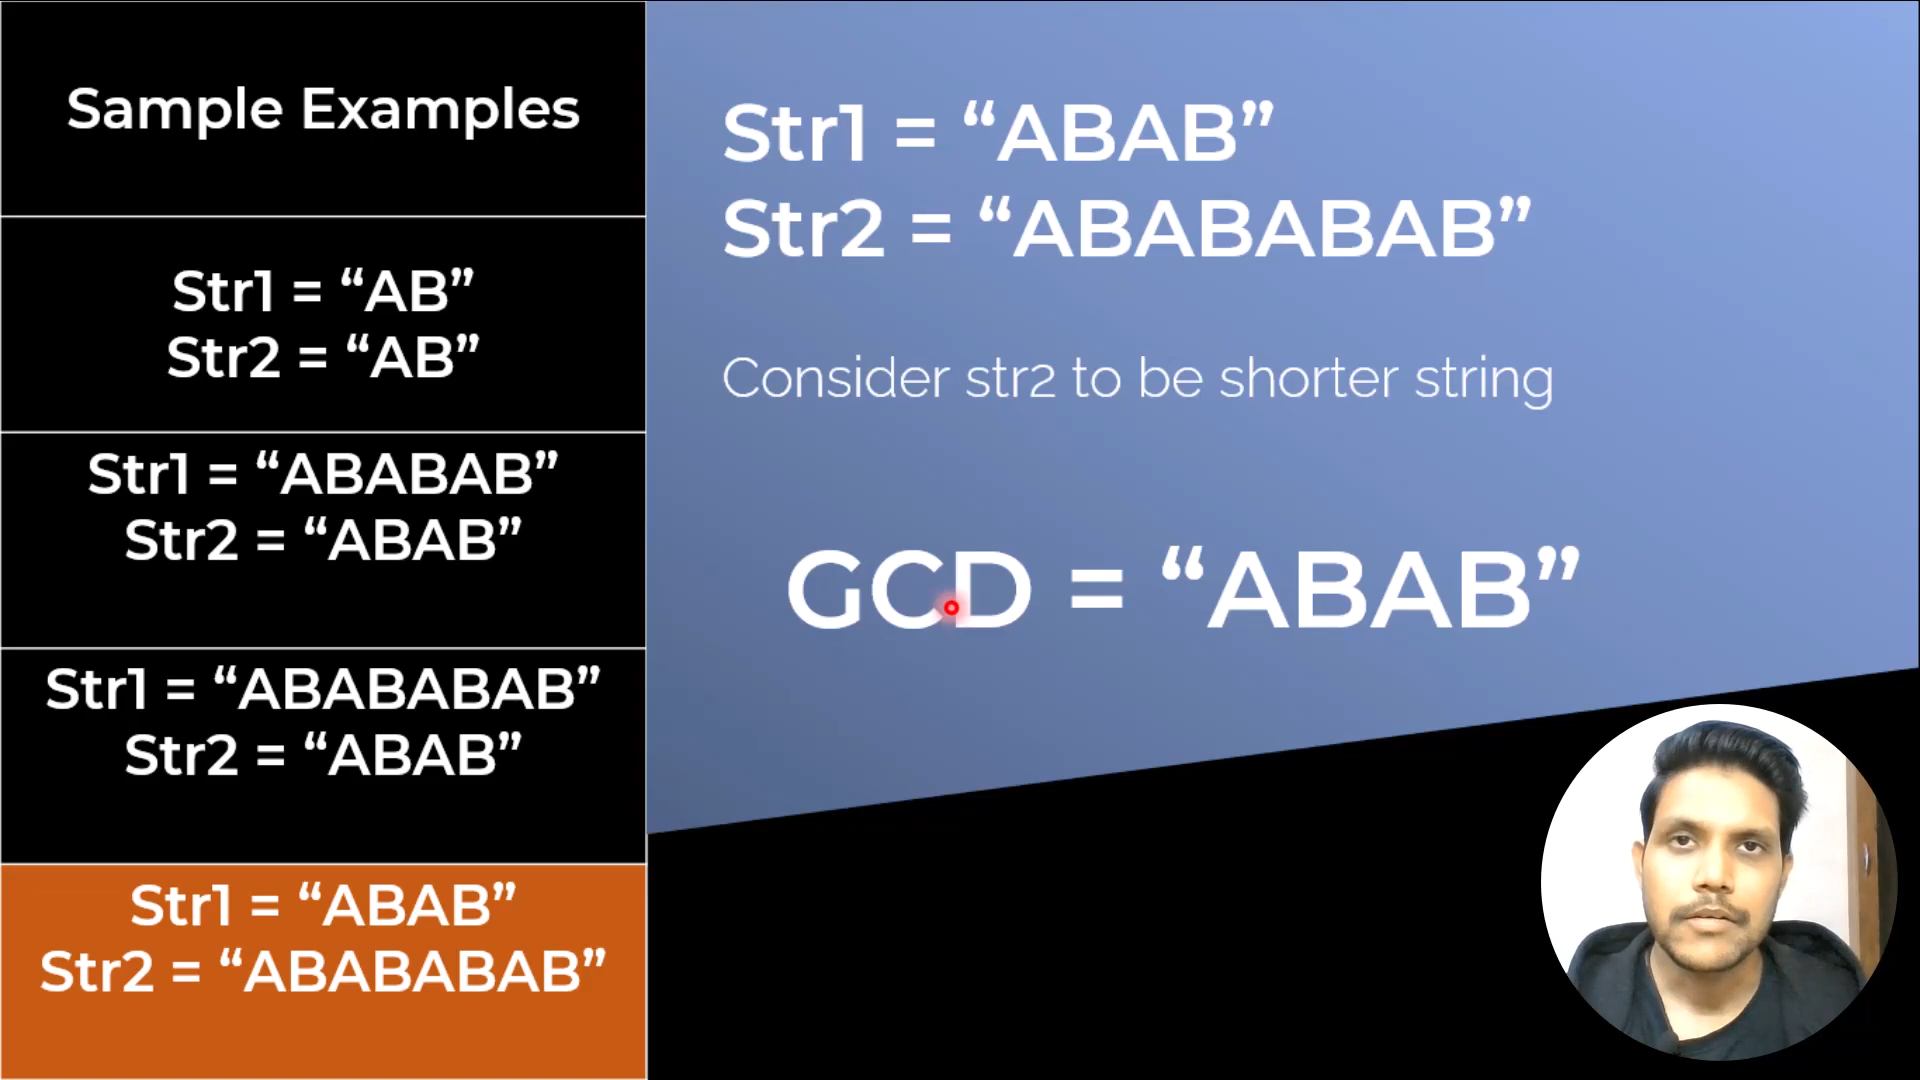 Sample Examples
Str1 = “AB”
Str2 = “AB”
Str1 = “ABABAB”
Str2 = “ABAB”
Str1 = “ABABABAB”
Str2 = “ABAB”
Str1 = “ABAB”
Str2 = “ABABABAB”
Str1 = “ABAB”
Str2 = “ABABABAB”
Consider str2 to be shorter string
GCD = “ABAB”